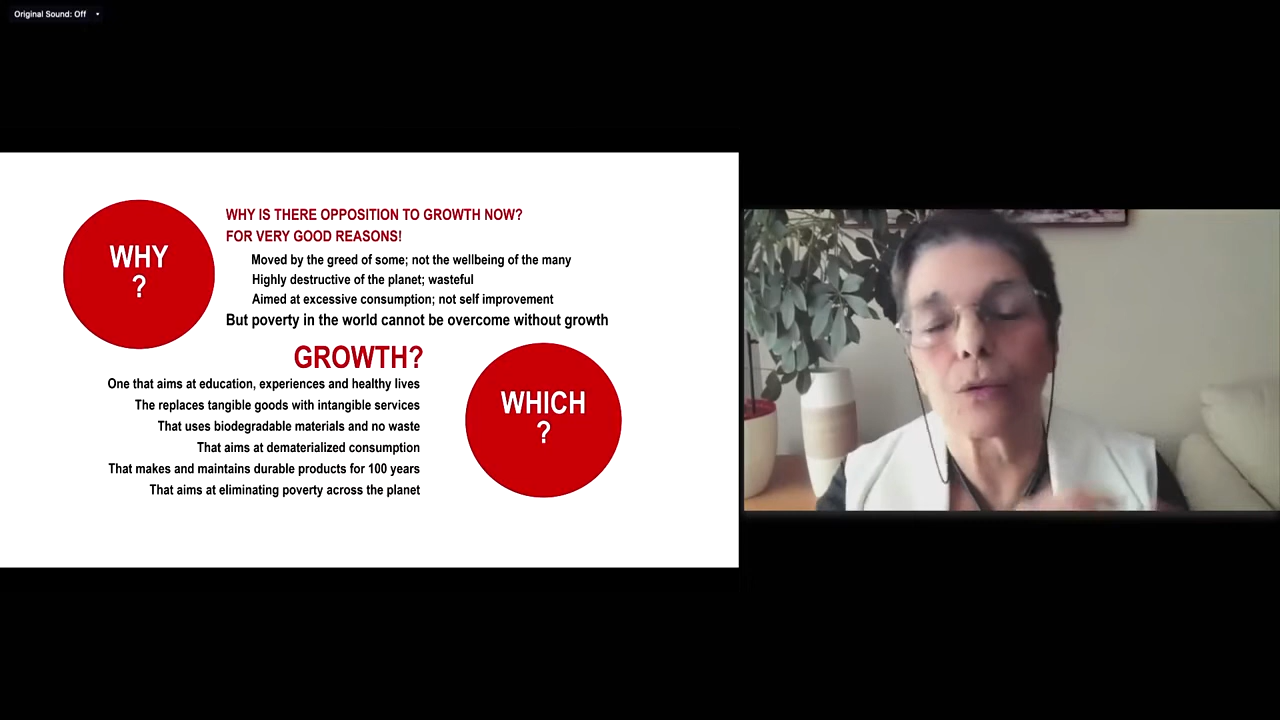 Original Sound: Off
WHY
?
WHY IS THERE OPPOSITION TO GROWTH NOW?
FOR VERY GOOD REASONS!
Moved by the greed of some; not the wellbeing of the many
Highly destructive of the planet; wasteful
Aimed at excessive consumption; not self improvement
But poverty in the world cannot be overcome without growth
GROWTH?
One that aims at education, experiences and healthy lives
The replaces tangible goods with intangible services
That uses biodegradable materials and no waste
That aims at dematerialized consumption
That makes and maintains durable products for 100 years
That aims at eliminating poverty across the planet
WHICH
?